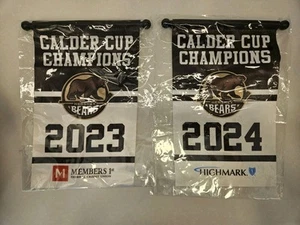 CALDER CUP
CHAMPIONS
BEARS
2023
MEMBERS 1st
CALDER CUP
CHAMPIONS
BEARS
2024
HIGHMARK